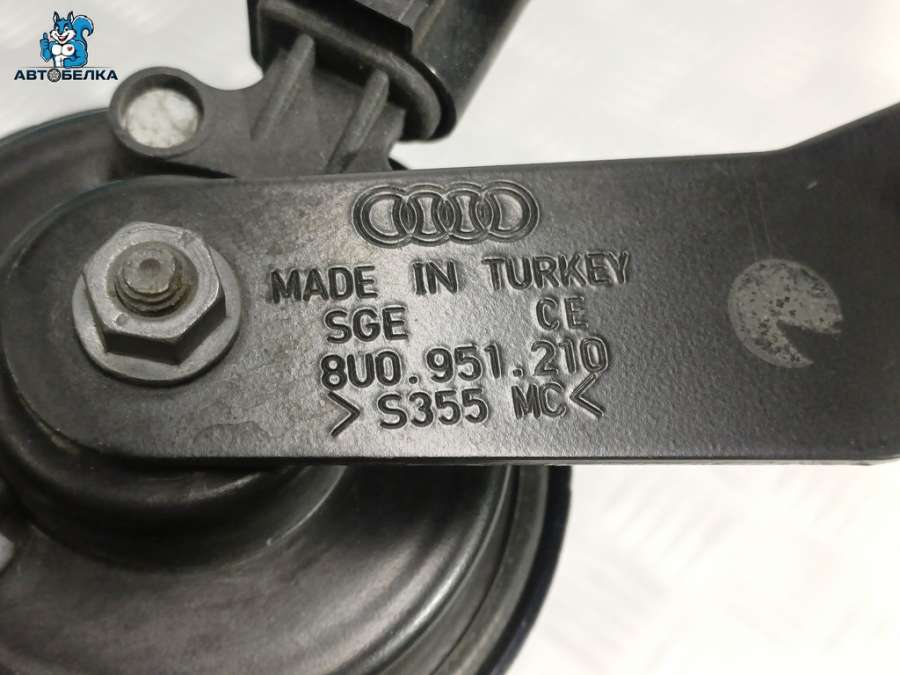 АВТОБЕЛКА
MADE IN TURKEY
SGE CE
8U0.951.210
>S355 MC<